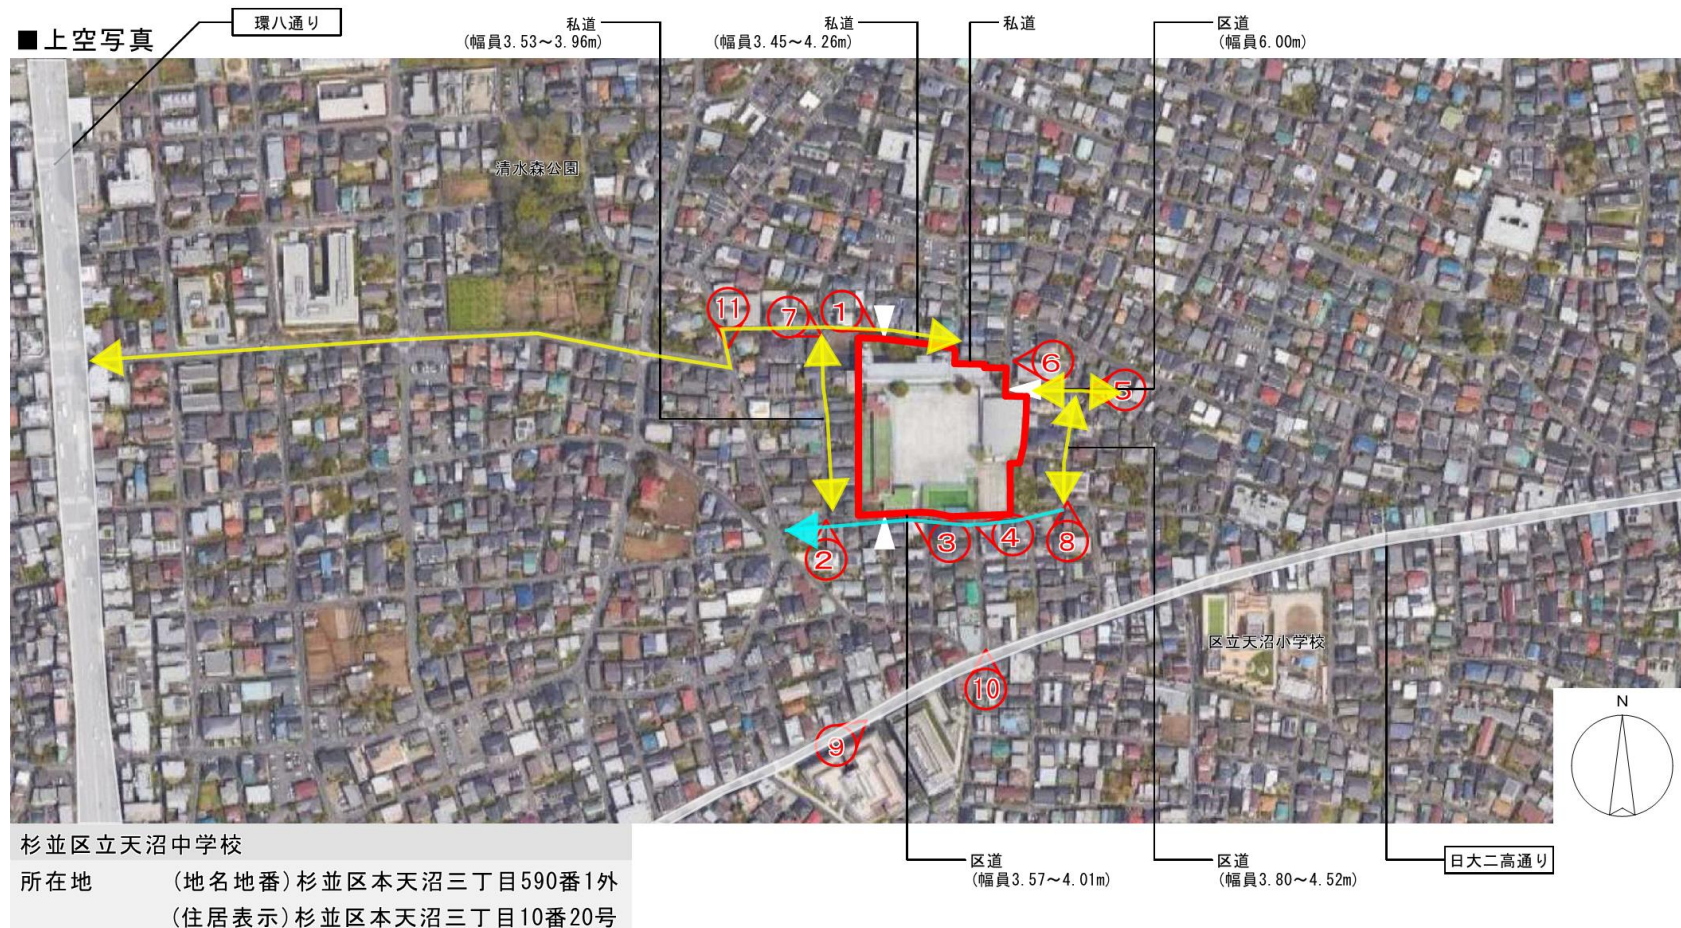 ■上空写真
環八通り
私道
(幅員3.53～3.96m)
私道
(幅員3.45～4.26m)
私道
区道
(幅員6.00m)
清水森公園
⑪
⑦
①
⑥
⑤
②
③
④
⑧
区立天沼小学校
⑩
⑨
N
杉並区立天沼中学校
所在地 (地名地番)杉並区本天沼三丁目590番1外
(住居表示)杉並区本天沼三丁目10番20号
区道
(幅員3.57～4.01m)
区道
(幅員3.80～4.52m)
日大二高通り